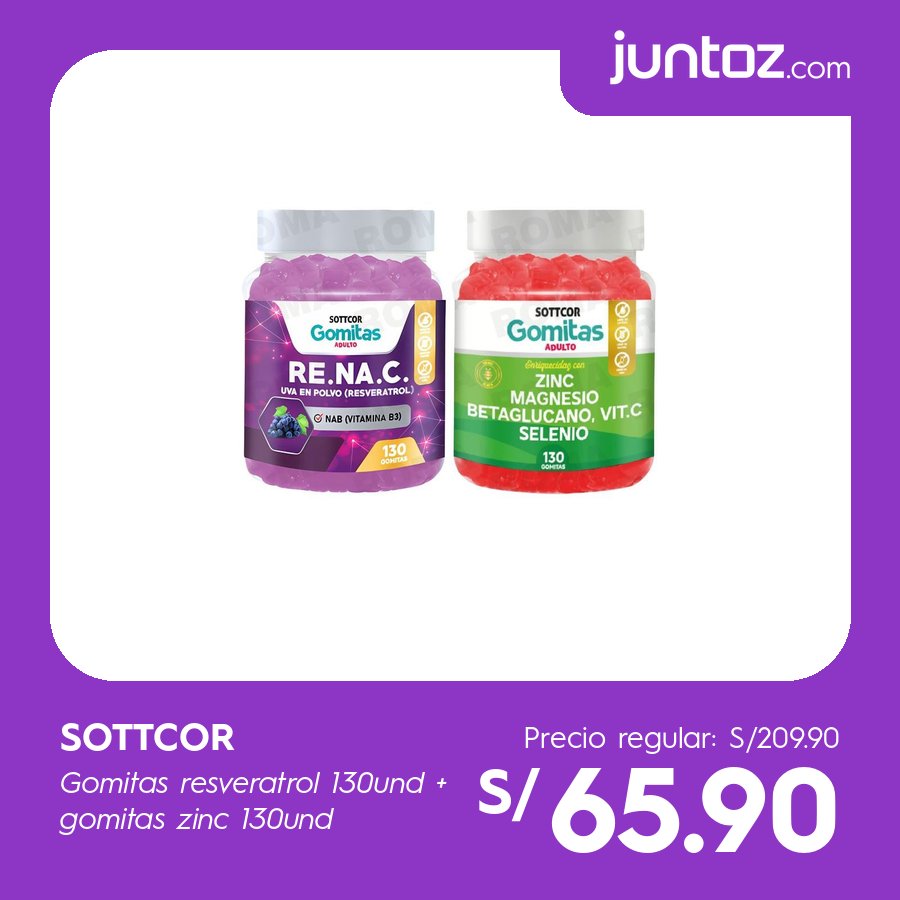 juntoz.com
ROMA
ROMA
SOTTCOR
Gomitas
ADULTO
RE.NA.C.
UVA EN POLVO (RESVERATROL)
NAB (VITAMINA B3)
130
GOMITAS
SOTTCOR
Gomitas
ADULTO
Enriquecidas con
ZINC
MAGNESIO
BETAGLUCANO, VIT.C
SELENIO
130
GOMITAS
SOTTCOR
Gomitas resveratrol 130und +
gomitas zinc 130und
Precio regular: S/209.90
S/65.90